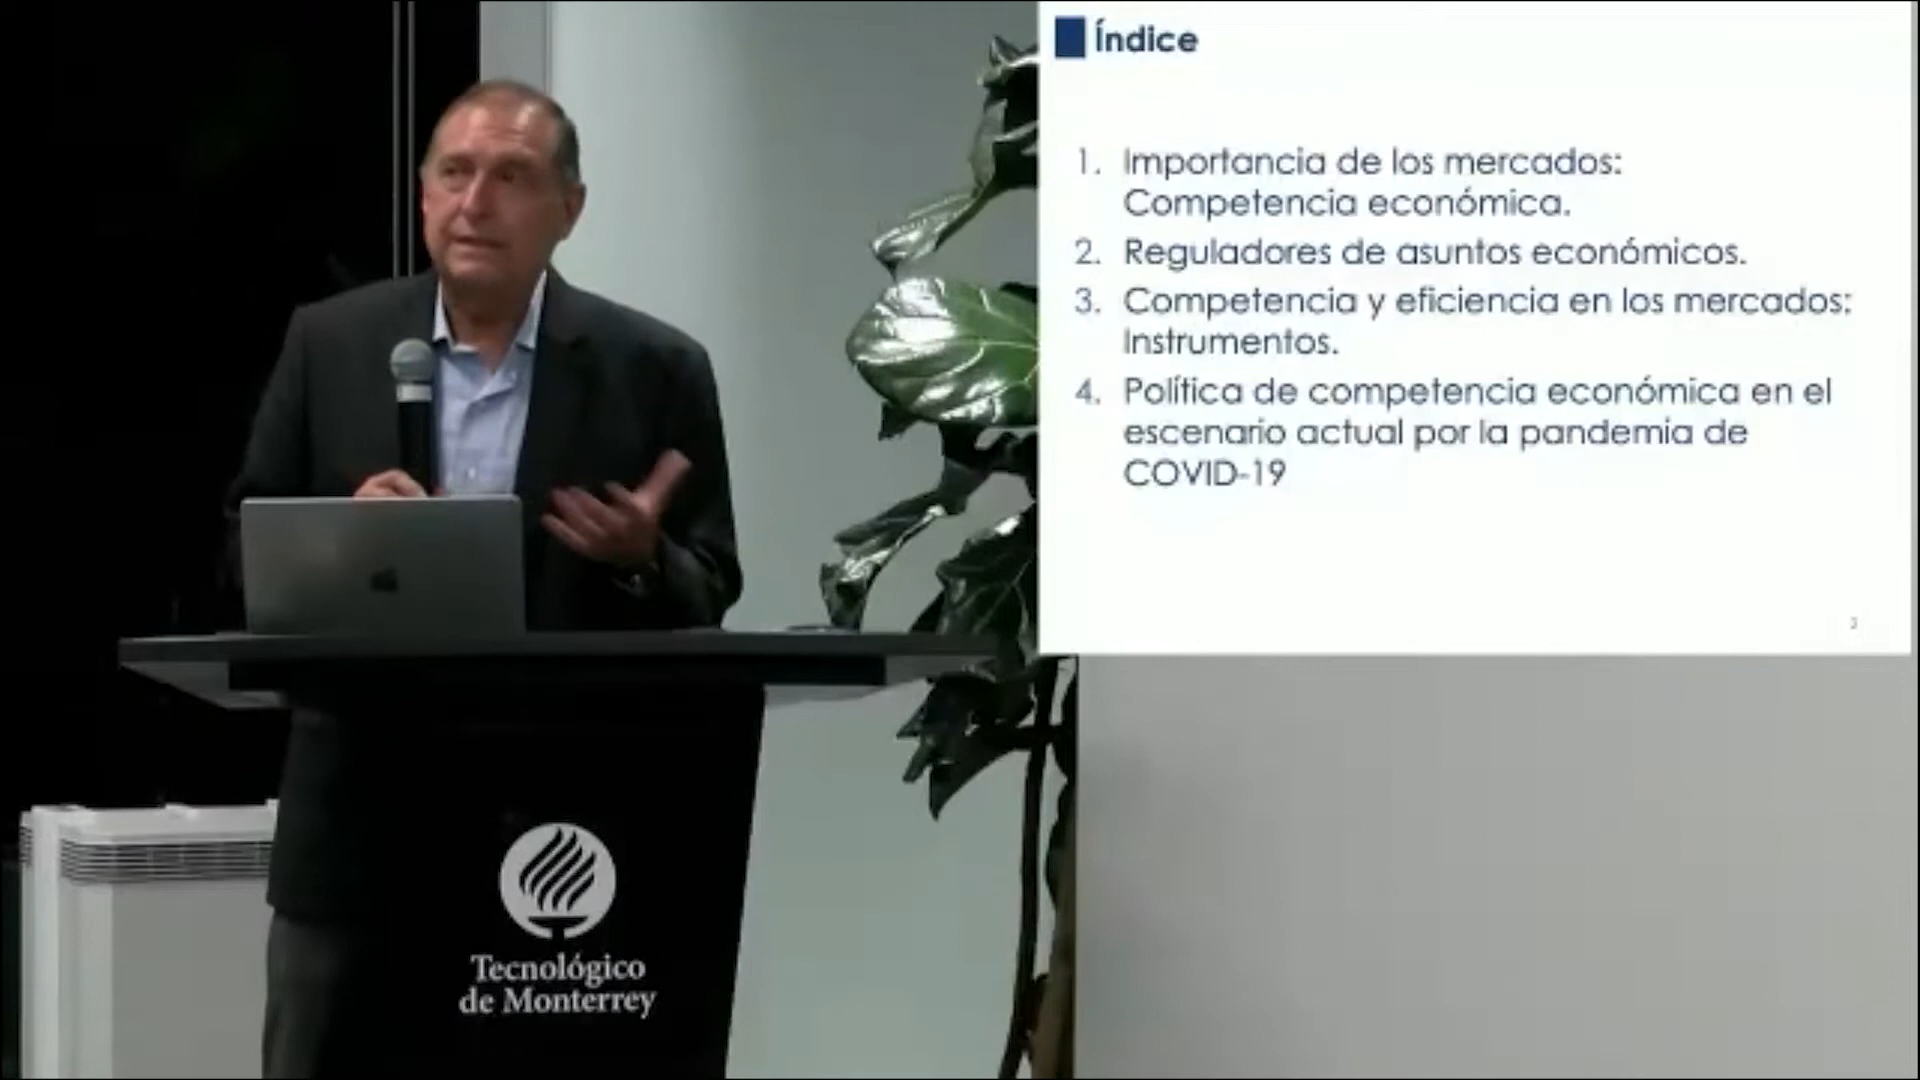 Índice
1. Importancia de los mercados:
Competencia económica.
2. Reguladores de asuntos económicos.
3. Competencia y eficiencia en los mercados:
Instrumentos.
4. Política de competencia económica en el
escenario actual por la pandemia de
COVID-19
Tecnológico
de Monterrey